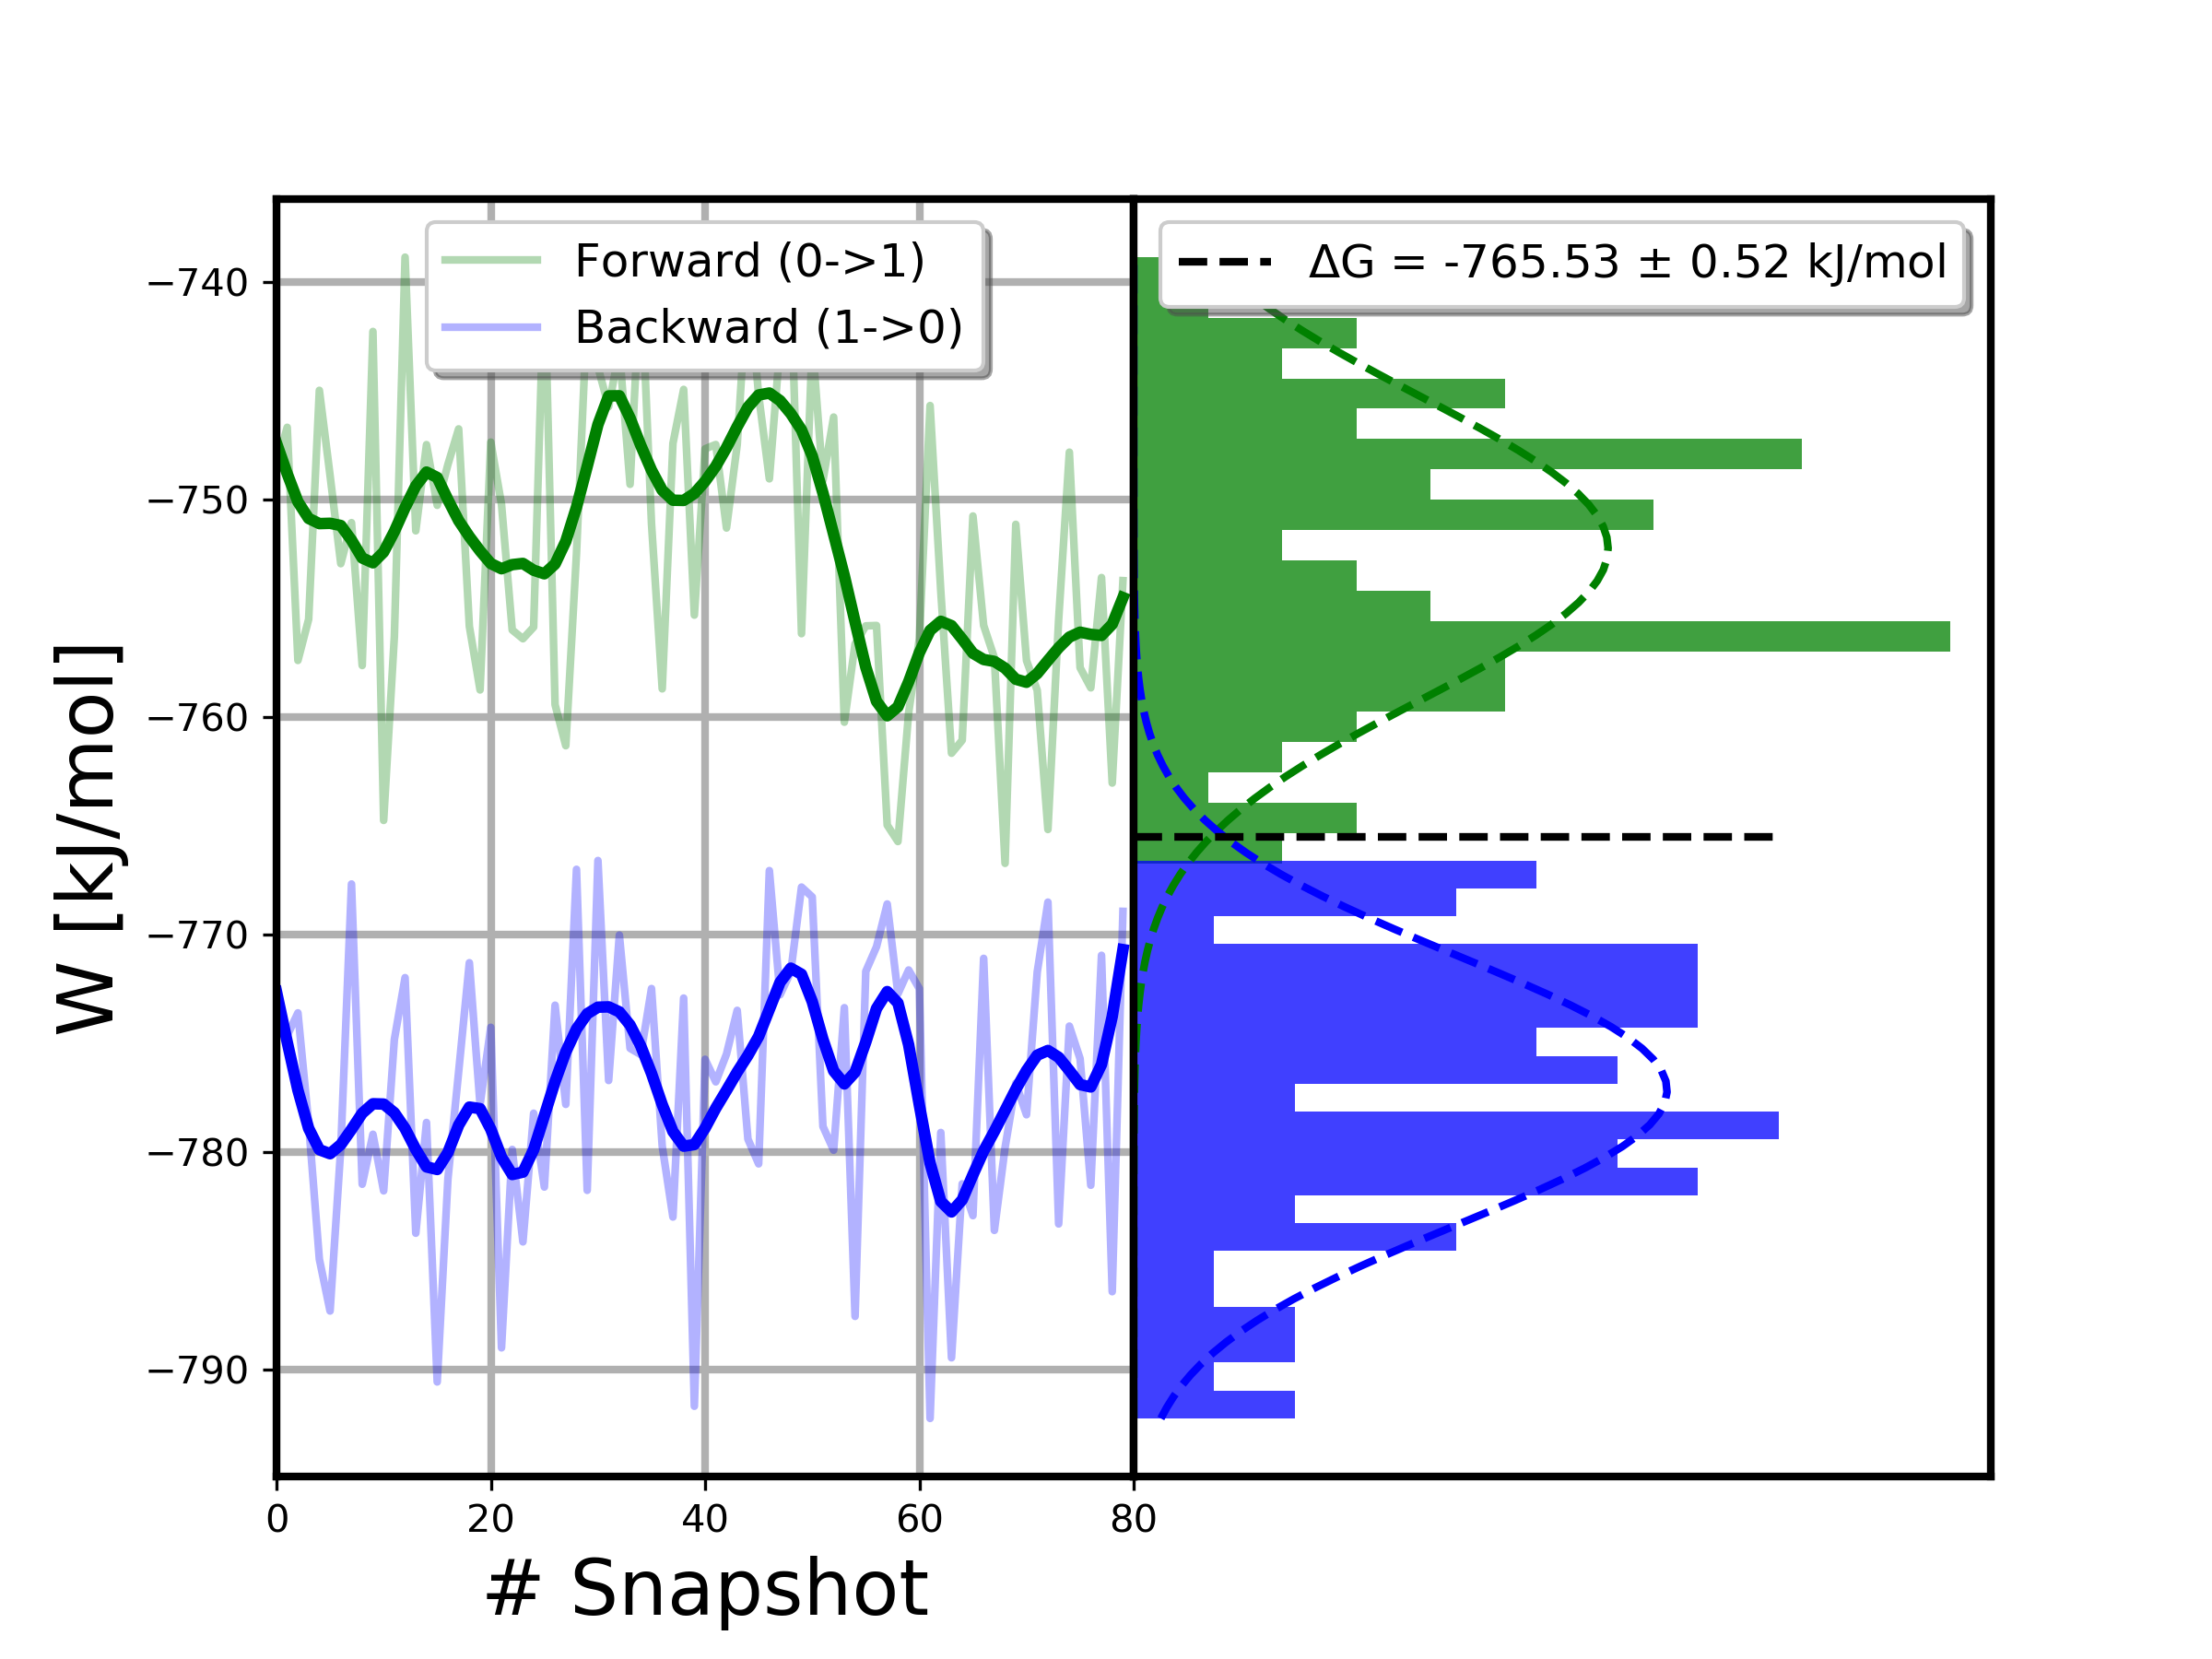 Forward (0->1)
Backward (1->0)
ΔG = -765.53 ± 0.52 kJ/mol
−740
−750
−760
−770
−780
−790
W [kJ/mol]
0 20 40 60 80
# Snapshot